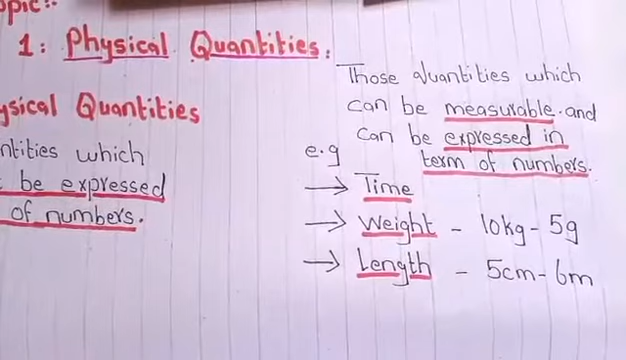 opic:-
1: Physical Quantities.
ysical Quantities
ntities which
be expressed
of numbers.
Those quantities which
can be measurable.and
can be expressed in
term of numbers.
e.g
→ Time
→ Weight - 10kg - 5g
→ Length - 5cm - 6m